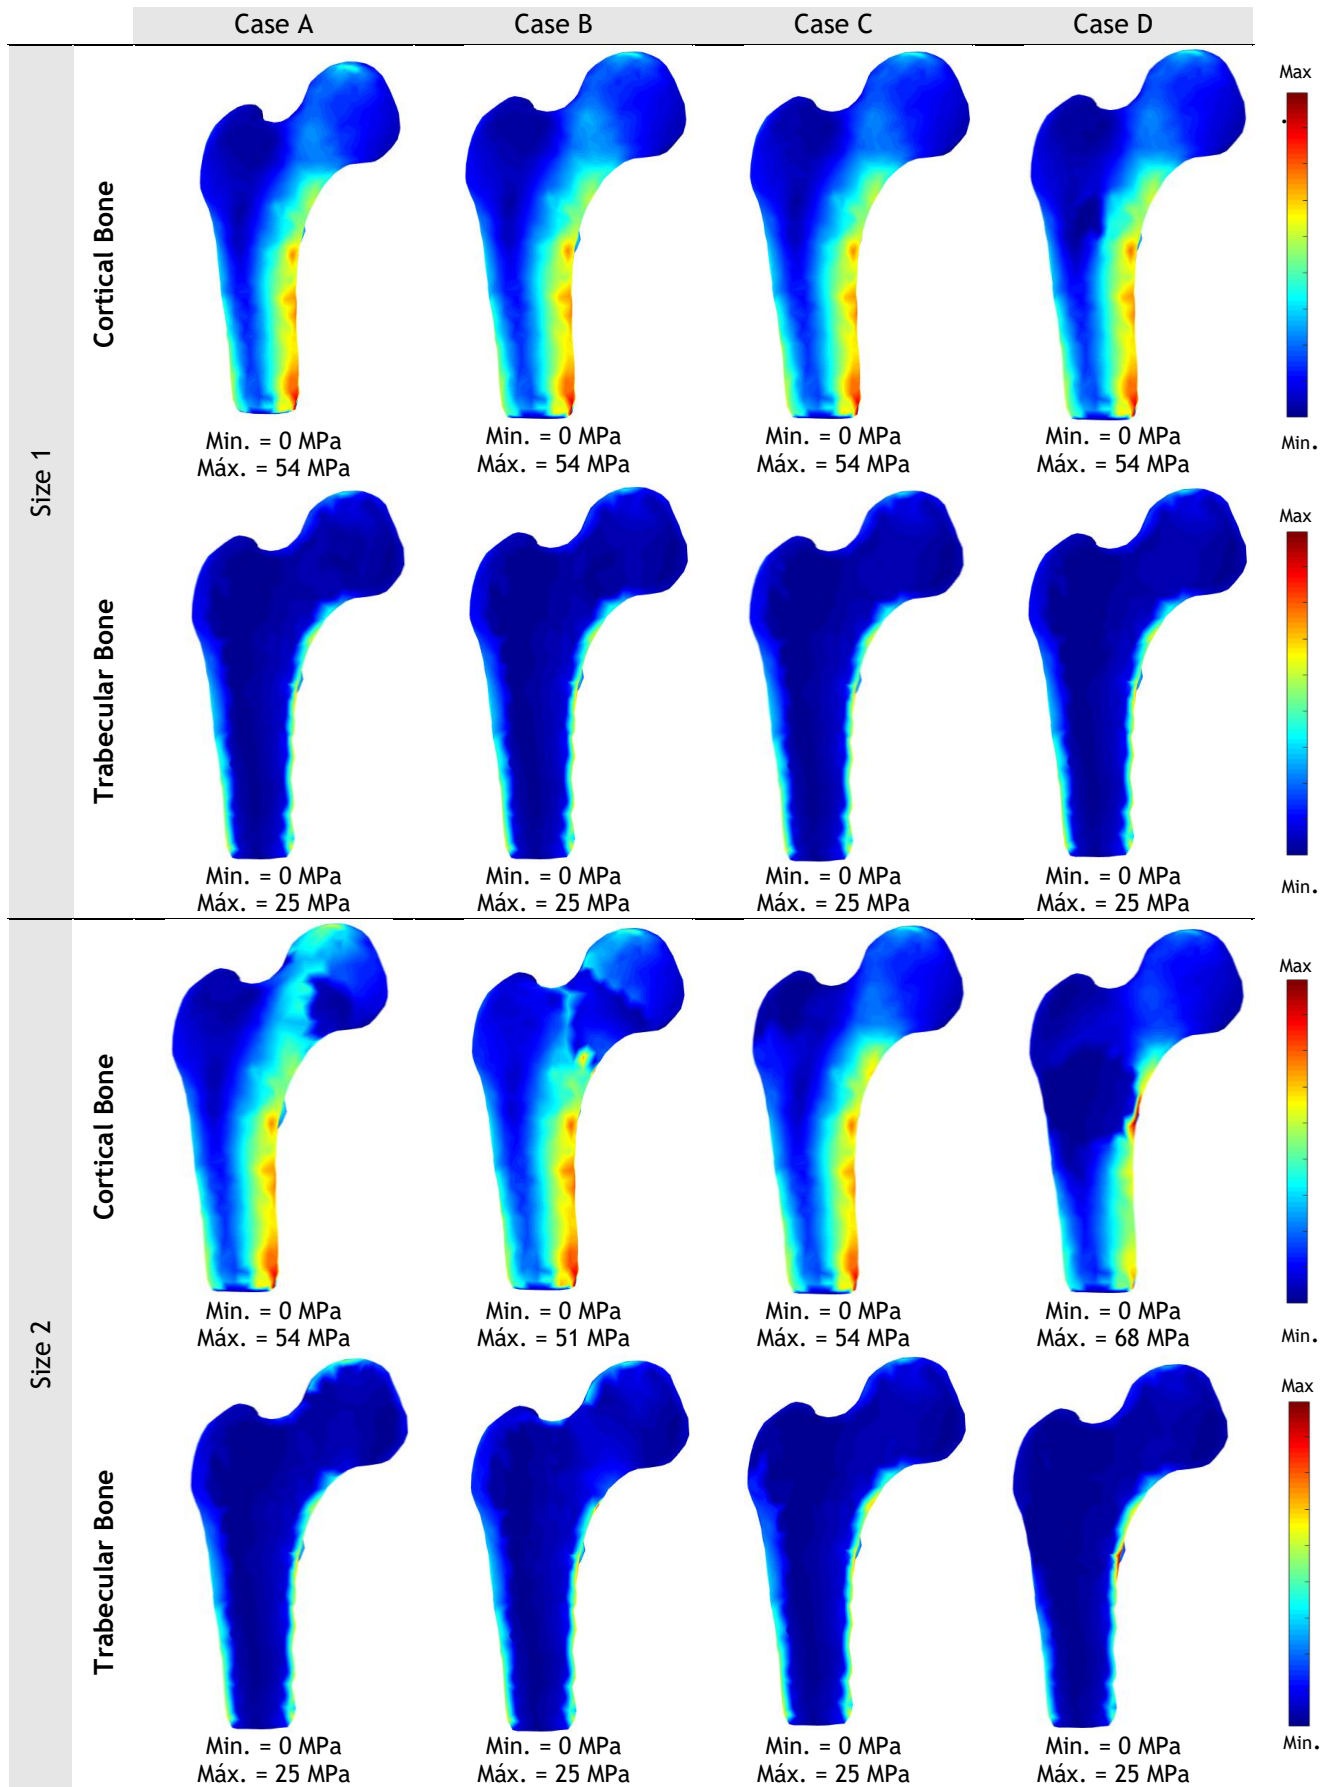 Case A
Case B
Case C
Case D
Size 1
Cortical Bone
Max
.
Min.
Min. = 0 MPa
Máx. = 54 MPa
Min. = 0 MPa
Máx. = 54 MPa
Min. = 0 MPa
Máx. = 54 MPa
Min. = 0 MPa
Máx. = 54 MPa
Trabecular Bone
Max
Min.
Min. = 0 MPa
Máx. = 25 MPa
Min. = 0 MPa
Máx. = 25 MPa
Min. = 0 MPa
Máx. = 25 MPa
Min. = 0 MPa
Máx. = 25 MPa
Size 2
Cortical Bone
Max
Min.
Min. = 0 MPa
Máx. = 54 MPa
Min. = 0 MPa
Máx. = 51 MPa
Min. = 0 MPa
Máx. = 54 MPa
Min. = 0 MPa
Máx. = 68 MPa
Trabecular Bone
Max
Min.
Min. = 0 MPa
Máx. = 25 MPa
Min. = 0 MPa
Máx. = 25 MPa
Min. = 0 MPa
Máx. = 25 MPa
Min. = 0 MPa
Máx. = 25 MPa